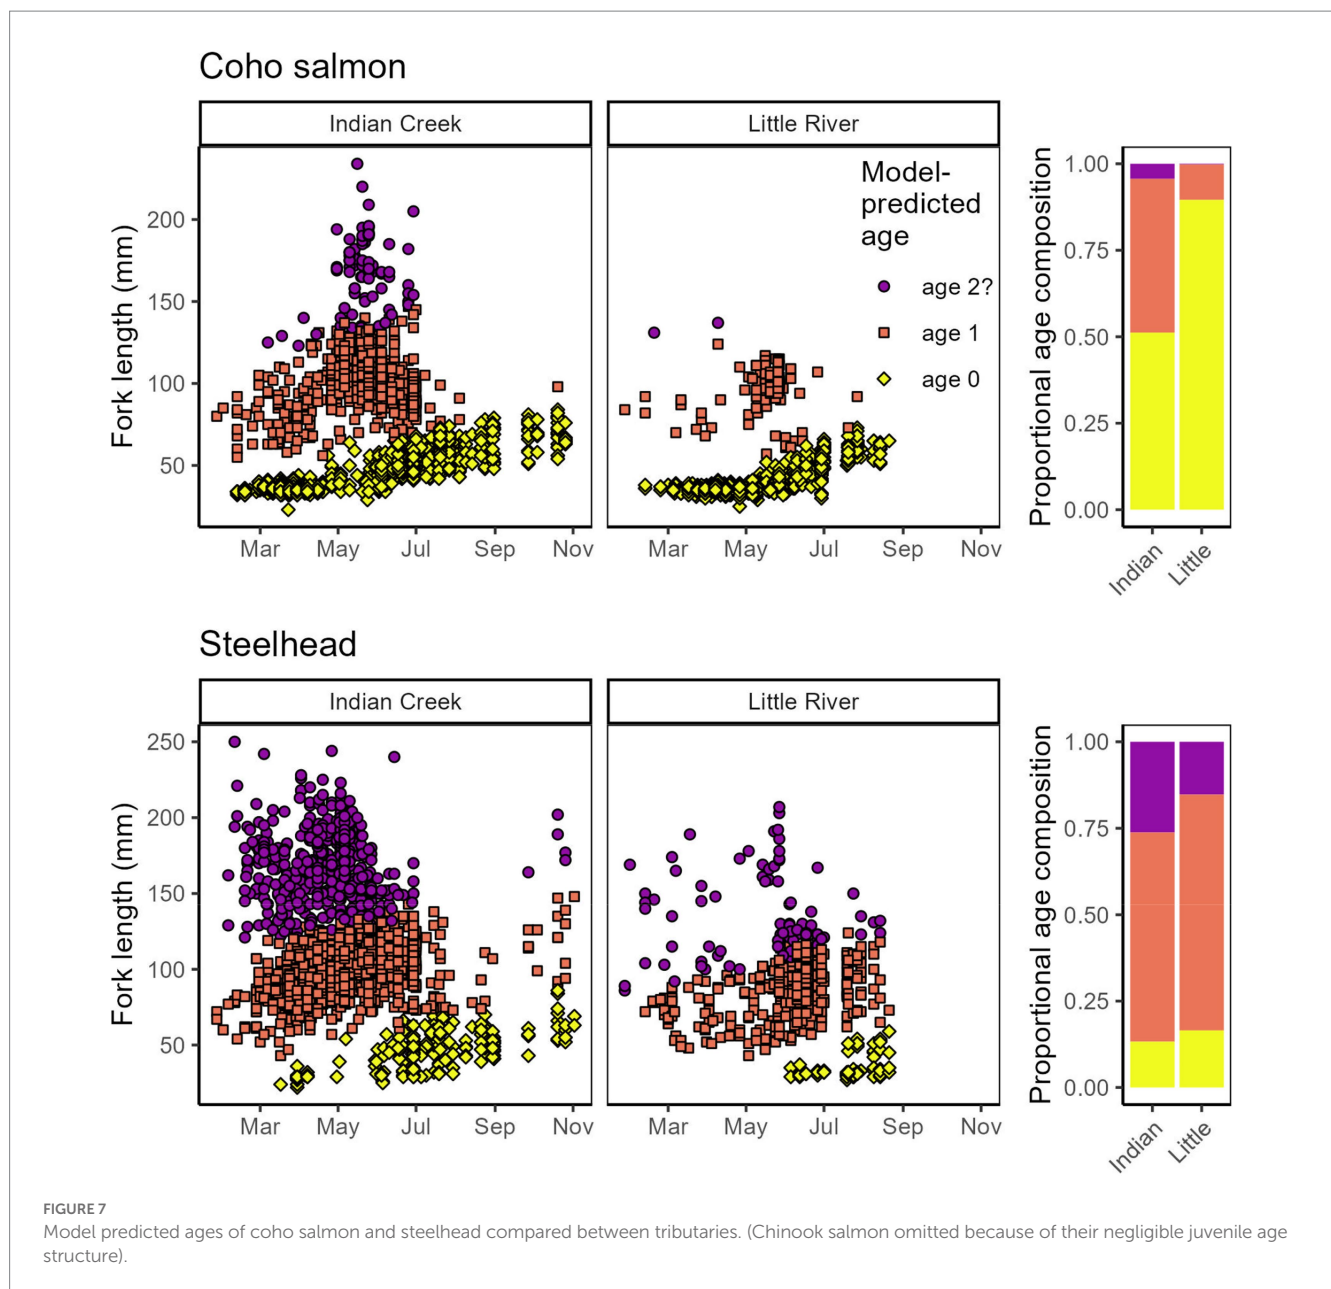 Coho salmon
Indian Creek
Little River
Fork length (mm)
200
150
100
50
Mar May Jul Sep Nov
Mar May Jul Sep Nov
Model-
predicted
age
age 2?
age 1
age 0
Proportional age composition
1.00
0.75
0.50
0.25
0.00
Indian
Little
Steelhead
Indian Creek
Little River
Fork length (mm)
250
200
150
100
50
Mar May Jul Sep Nov
Mar May Jul Sep Nov
Proportional age composition
1.00
0.75
0.50
0.25
0.00
Indian
Little
FIGURE 7
Model predicted ages of coho salmon and steelhead compared between tributaries. (Chinook salmon omitted because of their negligible juvenile age
structure).